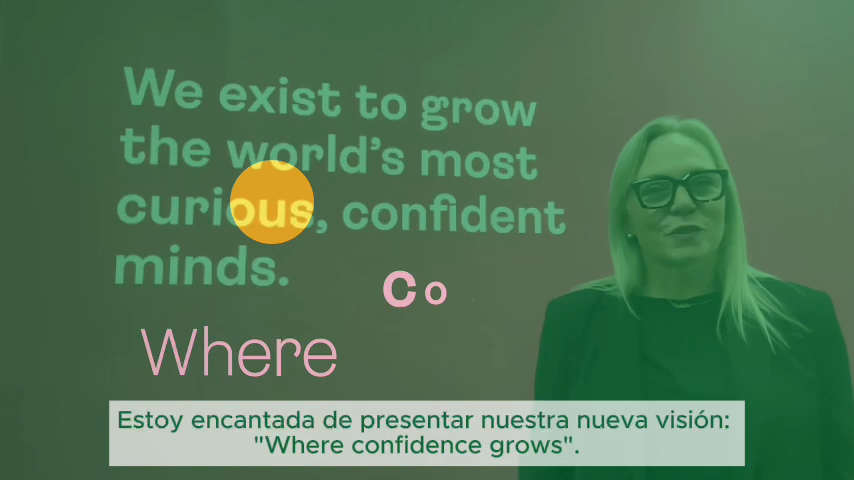 We exist to grow
the world's most
curious, confident
minds.
Co
Where
Estoy encantada de presentar nuestra nueva visión:
"Where confidence grows".